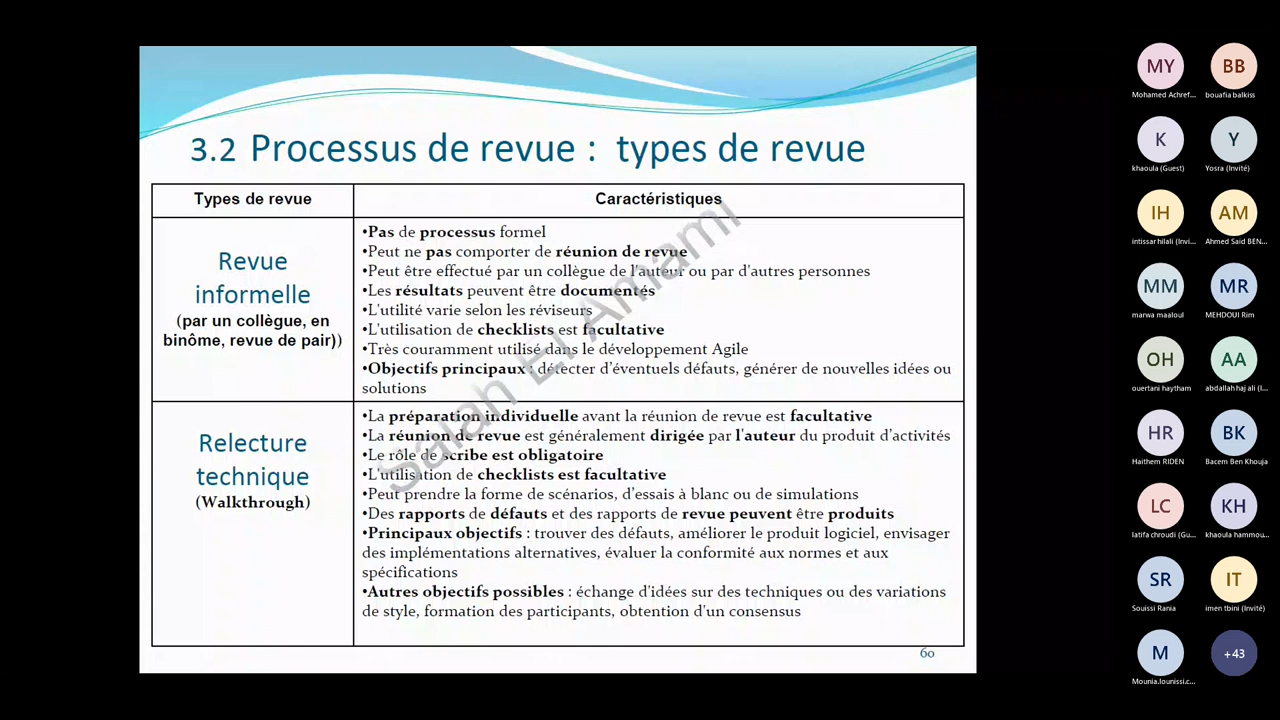 3.2 Processus de revue : types de revue
Types de revue
Caractéristiques
Revue
informelle
(par un collègue, en
binôme, revue de pair))
•Pas de processus formel
•Peut ne pas comporter de réunion de revue
•Peut être effectué par un collègue de l'auteur ou par d'autres personnes
•Les résultats peuvent être documentés
•L'utilité varie selon les réviseurs
•L'utilisation de checklists est facultative
•Très couramment utilisé dans le développement Agile
•Objectifs principaux : détecter d'éventuels défauts, générer de nouvelles idées ou
solutions
Relecture
technique
(Walkthrough)
•La préparation individuelle avant la réunion de revue est facultative
•La réunion de revue est généralement dirigée par l'auteur du produit d'activités
•Le rôle de scribe est obligatoire
•L'utilisation de checklists est facultative
•Peut prendre la forme de scénarios, d'essais à blanc ou de simulations
•Des rapports de défauts et des rapports de revue peuvent être produits
•Principaux objectifs : trouver des défauts, améliorer le produit logiciel, envisager
des implémentations alternatives, évaluer la conformité aux normes et aux
spécifications
•Autres objectifs possibles : échange d'idées sur des techniques ou des variations
de style, formation des participants, obtention d'un consensus
60
Salah El Amami
MY
Mohamed Achref...
BB
bouafia balkiss
K
khaoula (Guest)
Y
Yosra (Invité)
IH
intissar hilali (Invi...
AM
Ahmed Said BEN...
MM
marwa maaloul
MR
MEHDOUI Rim
OH
ouertani haytham
AA
abdallah haj ali (I...
HR
Haithem RIDEN
BK
Bacem Ben Khouja
LC
latifa chroudi (Gu...
KH
khaoula hammou...
SR
Souissi Rania
IT
imen tbini (Invité)
M
Mounia.lounissi.c...
+43